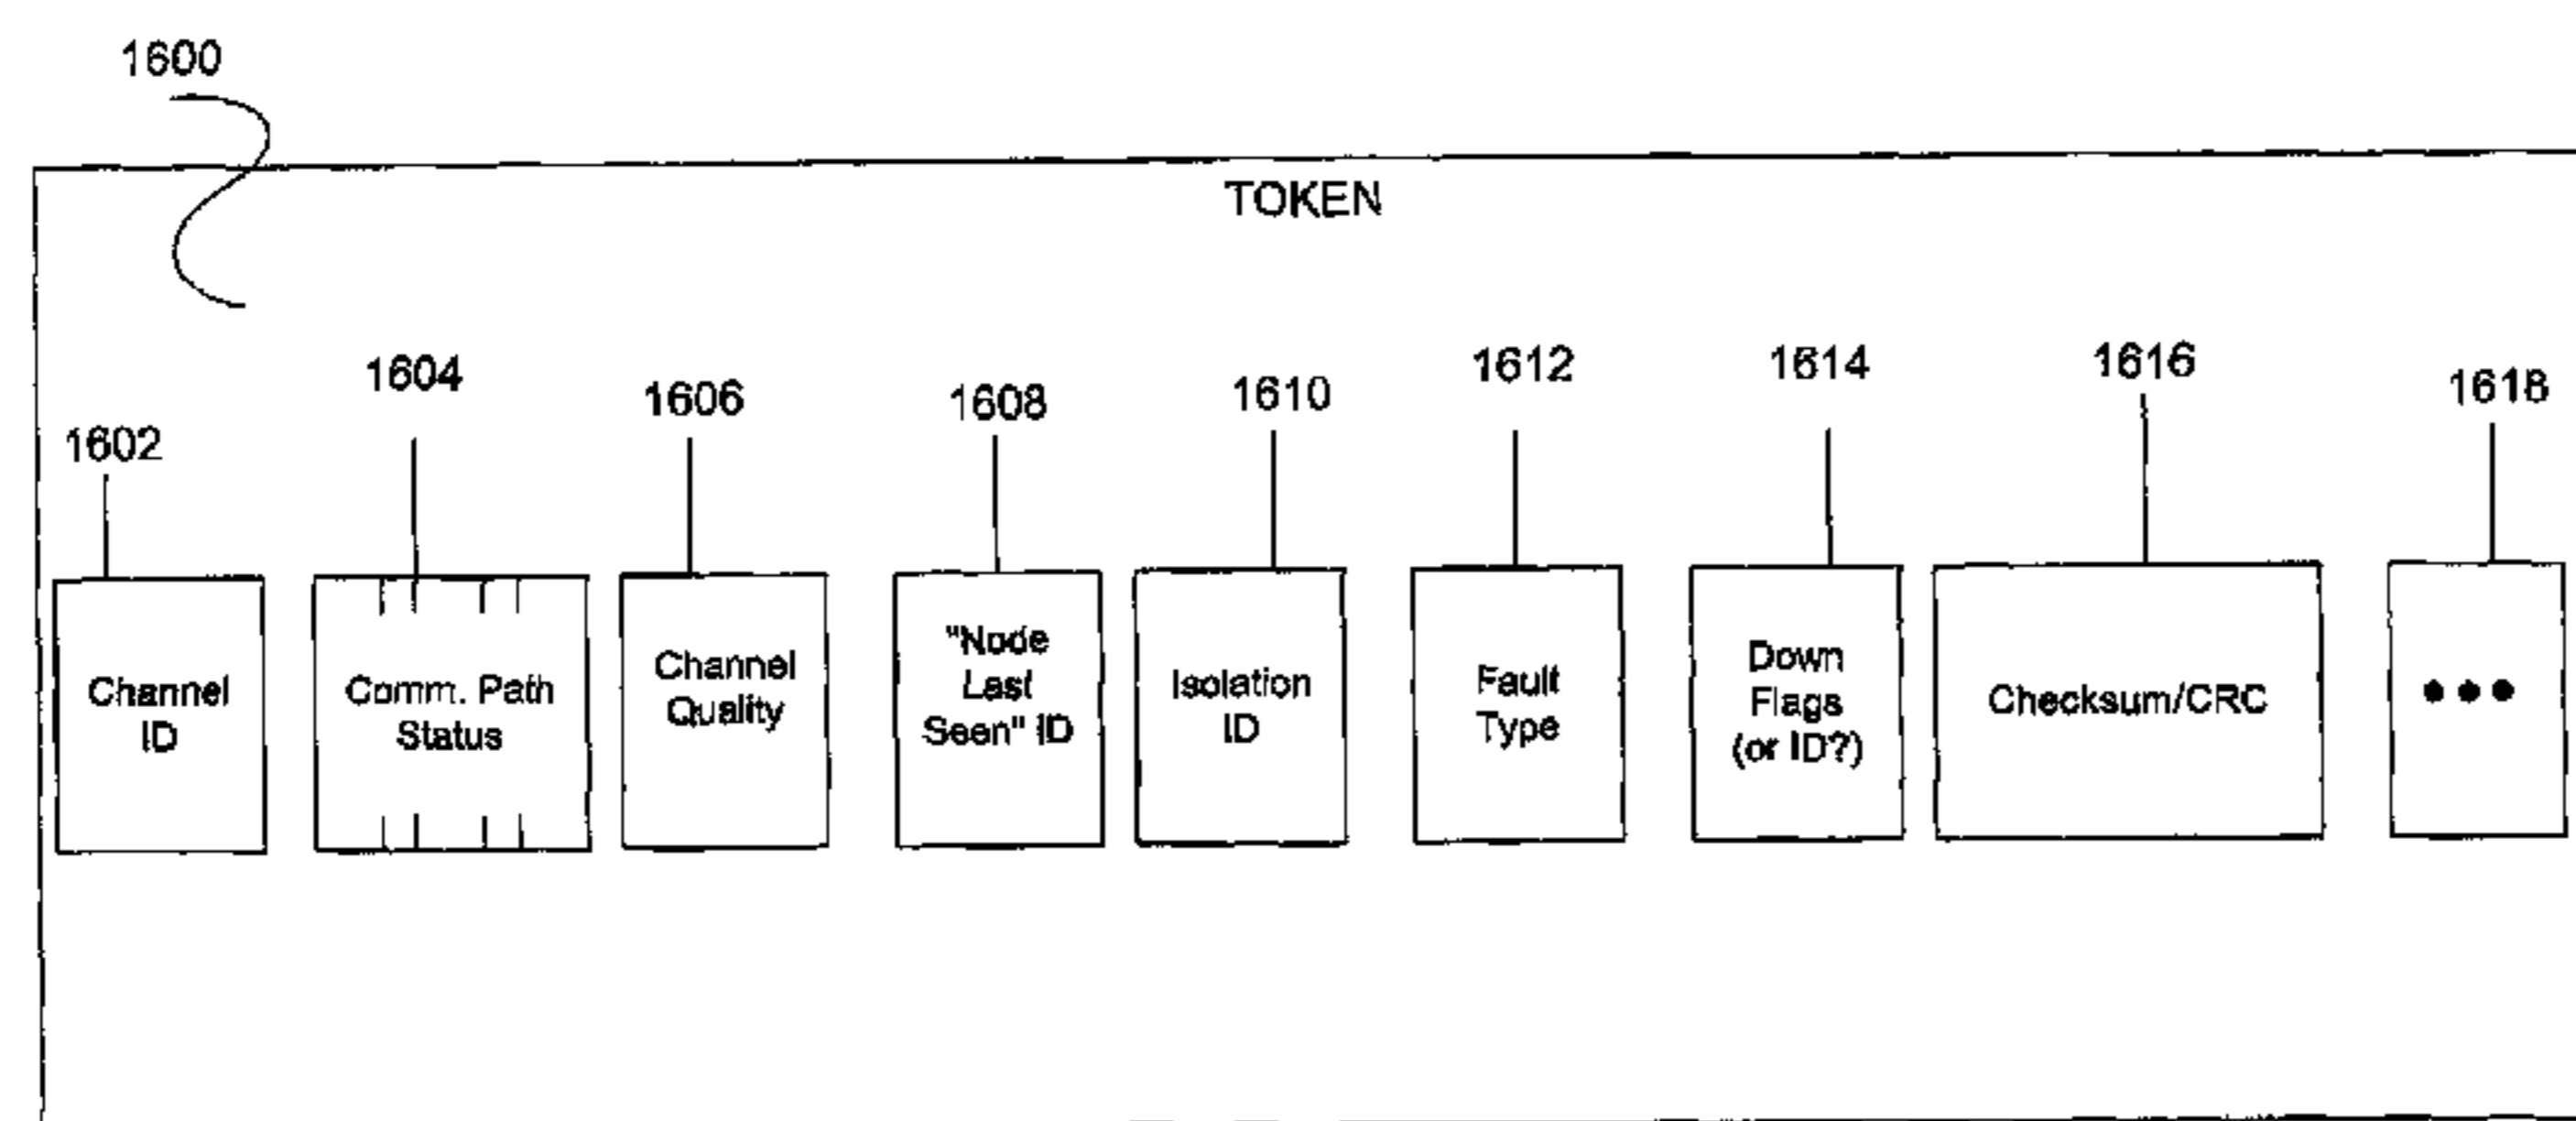 1600
TOKEN
1602
1604
1606
1608
1610
1612
1614
1616
1618
Channel
ID
Comm. Path
Status
Channel
Quality
"Node
Last
Seen" ID
Isolation
ID
Fault
Type
Down
Flags
(or ID?)
Checksum/CRC
•••